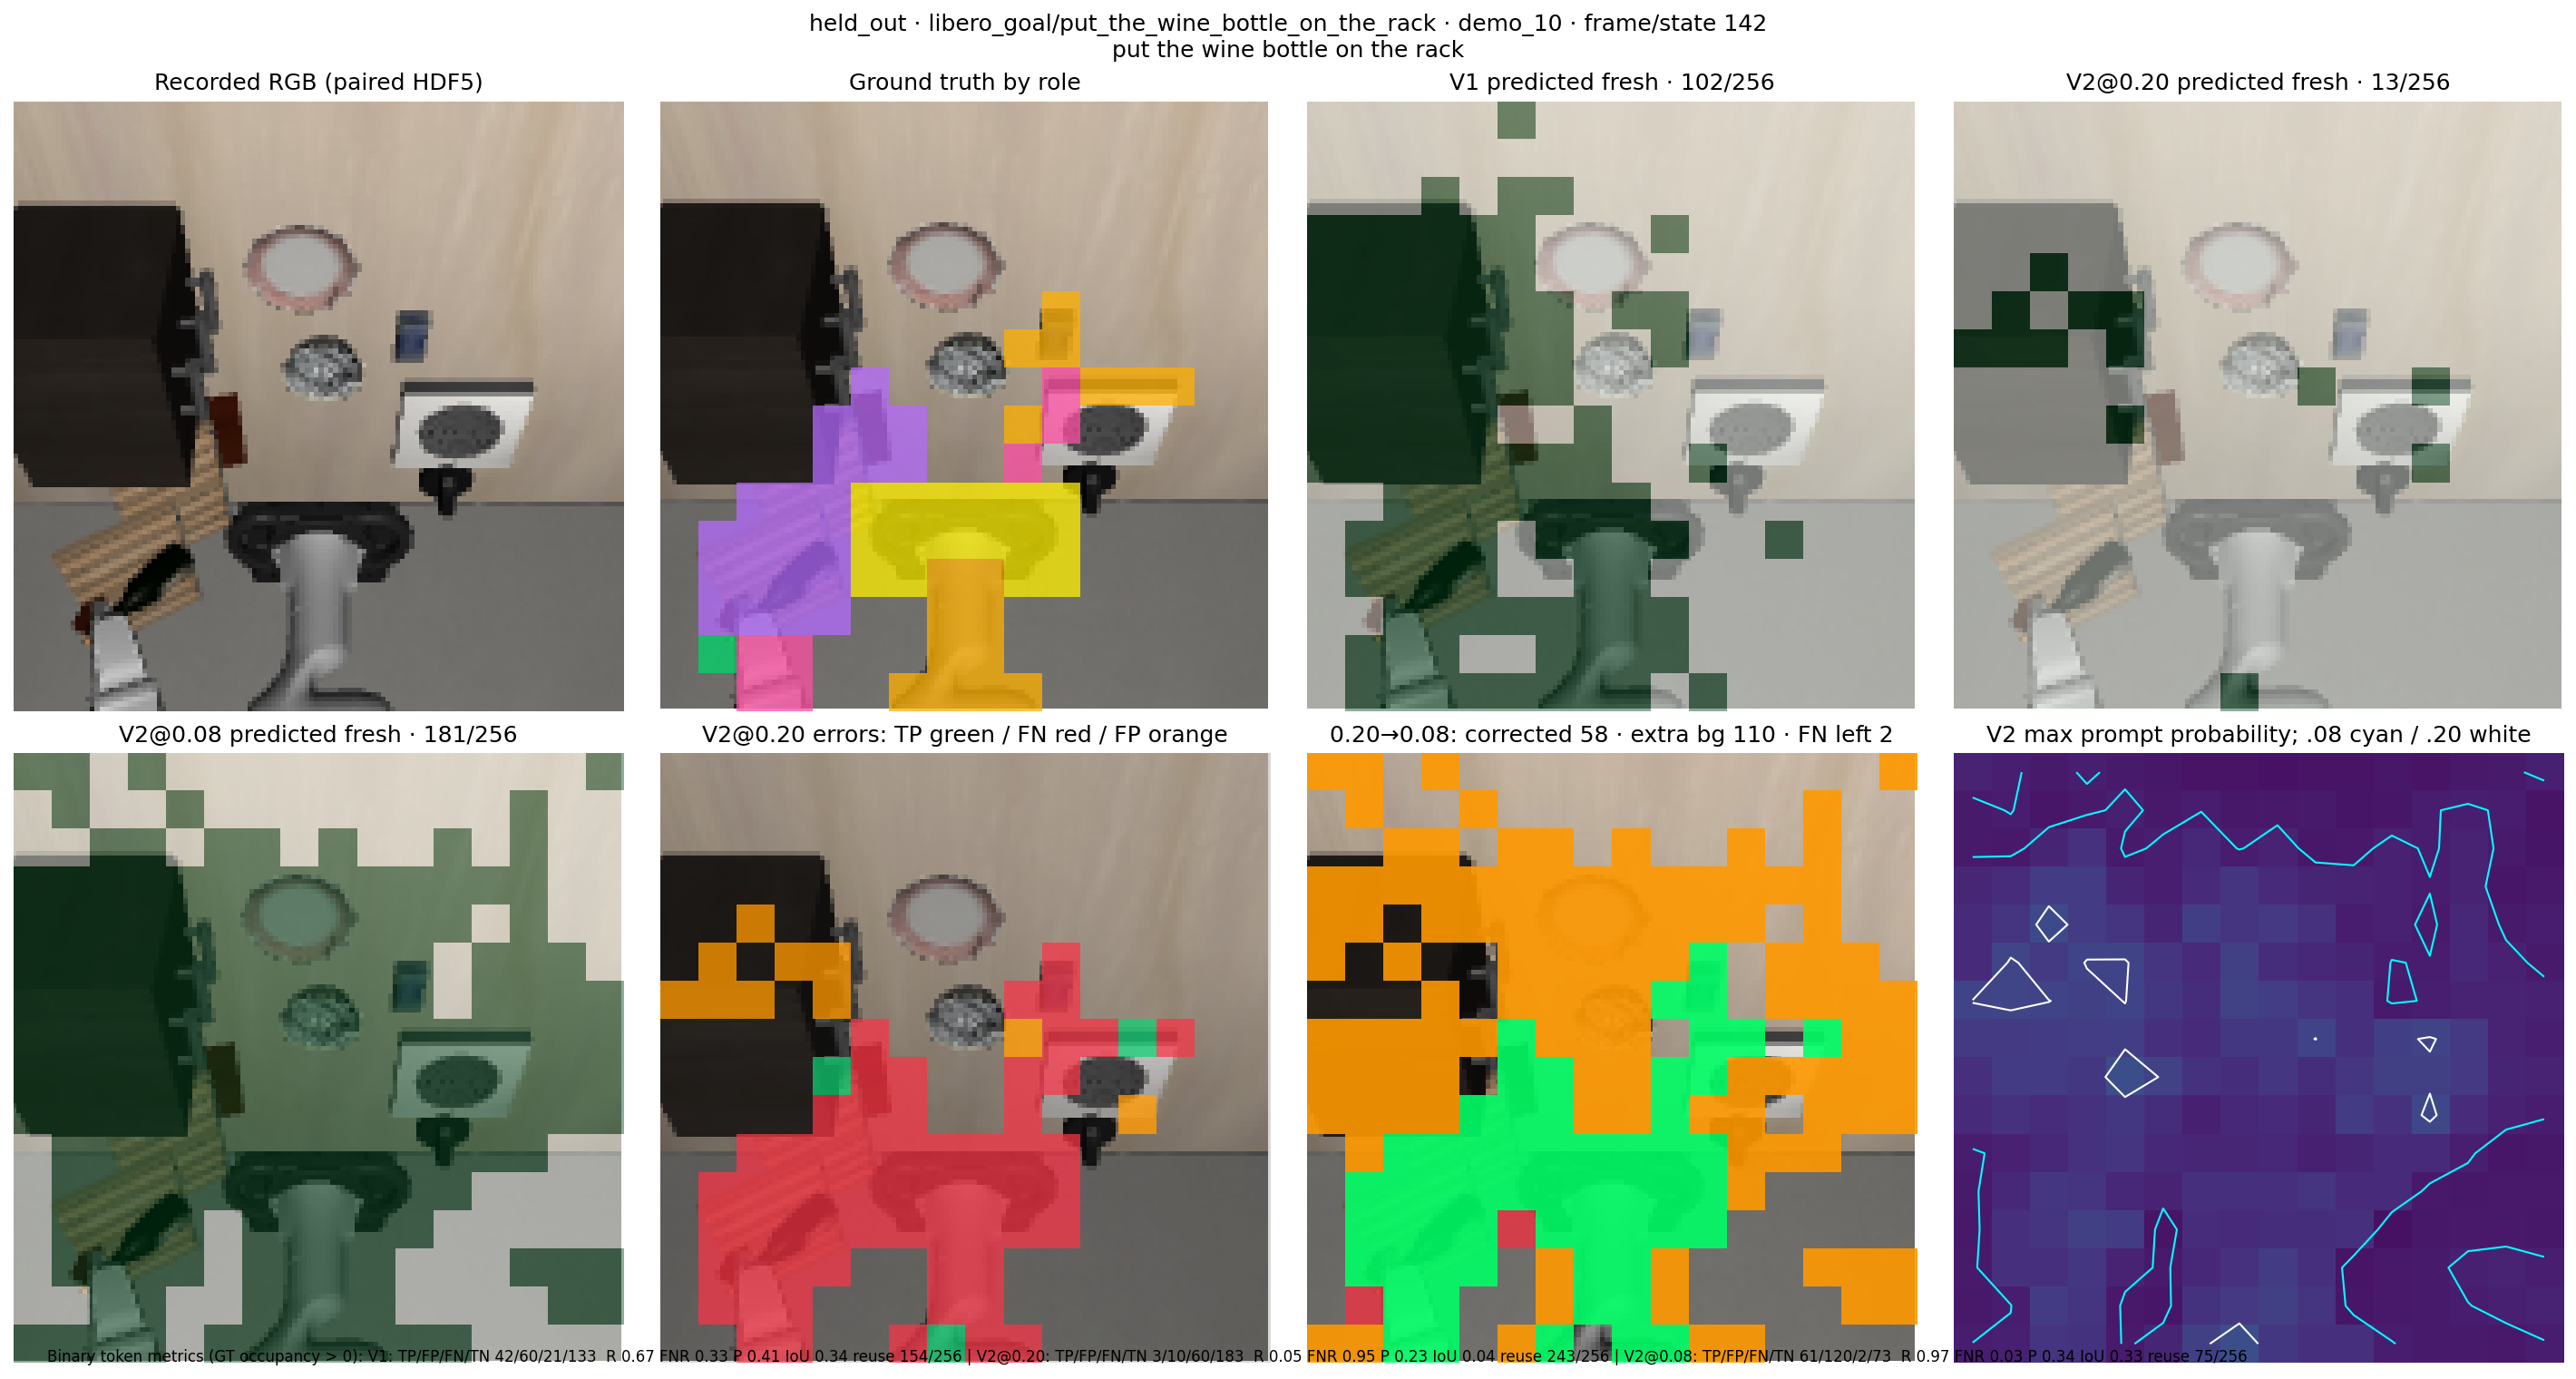 held_out · libero_goal/put_the_wine_bottle_on_the_rack · demo_10 · frame/state 142
put the wine bottle on the rack
Recorded RGB (paired HDF5)
Ground truth by role
V1 predicted fresh · 102/256
V2@0.20 predicted fresh · 13/256
V2@0.08 predicted fresh · 181/256
V2@0.20 errors: TP green / FN red / FP orange
0.20→0.08: corrected 58 · extra bg 110 · FN left 2
V2 max prompt probability; .08 cyan / .20 white
Binary token metrics (GT occupancy > 0): V1: TP/FP/FN/TN 42/60/21/133  R 0.67 FNR 0.33 P 0.41 IoU 0.34 reuse 154/256 | V2@0.20: TP/FP/FN/TN 3/10/60/183  R 0.05 FNR 0.95 P 0.23 IoU 0.04 reuse 243/256 | V2@0.08: TP/FP/FN/TN 61/120/2/73  R 0.97 FNR 0.03 P 0.34 IoU 0.33 reuse 75/256